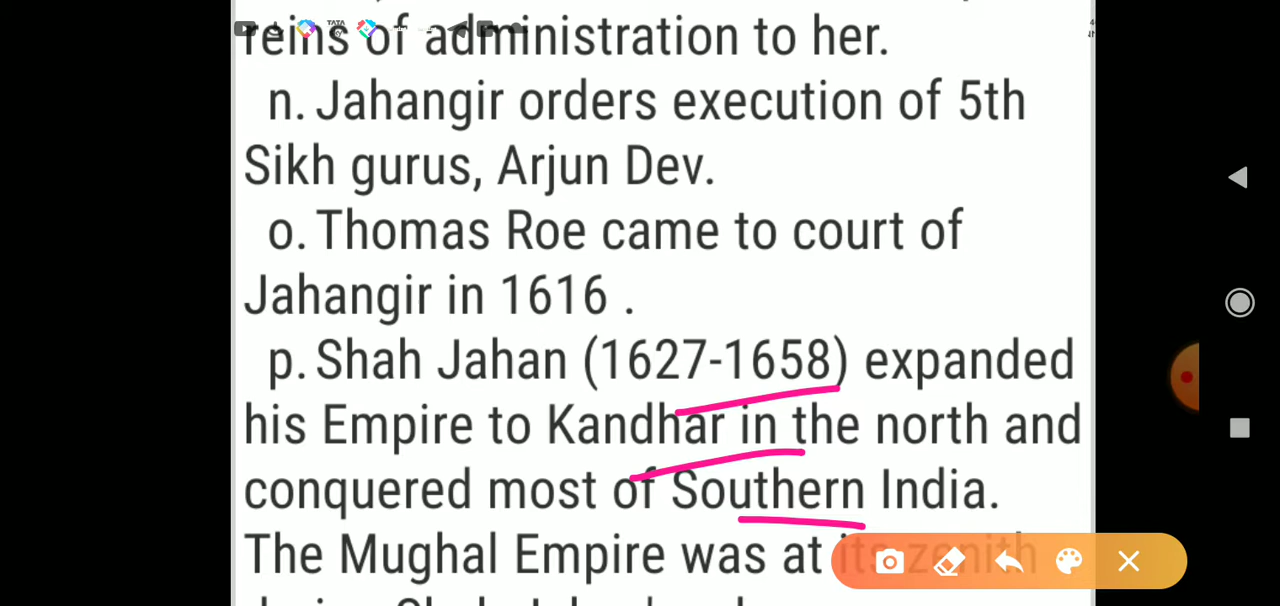 reins of administration to her.
n. Jahangir orders execution of 5th
Sikh gurus, Arjun Dev.
o. Thomas Roe came to court of
Jahangir in 1616 .
p. Shah Jahan (1627-1658) expanded
his Empire to Kandhar in the north and
conquered most of Southern India.
The Mughal Empire was at its zenith